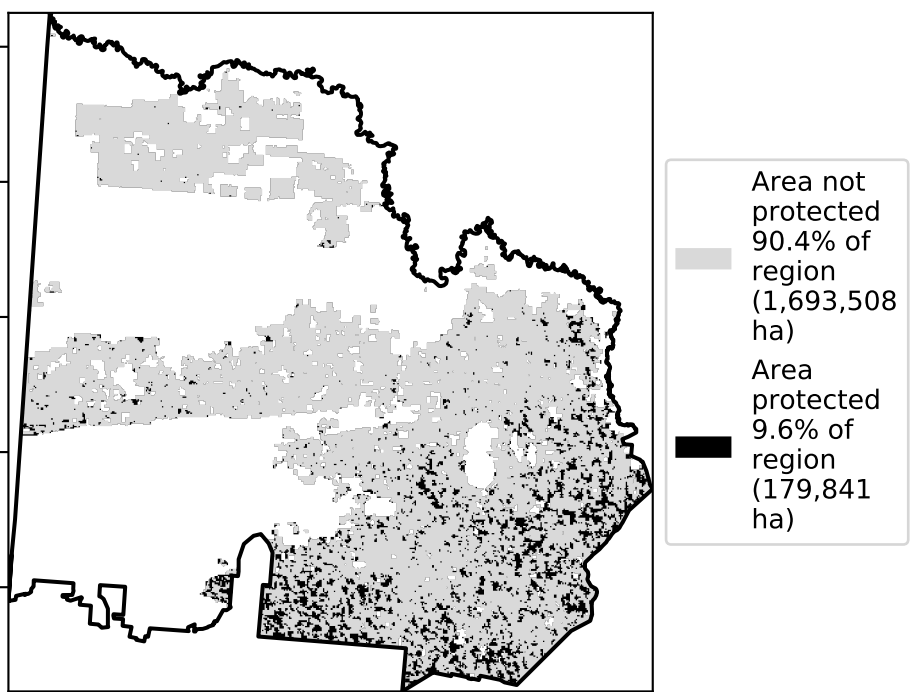 Area not
protected
90.4% of
region
(1,693,508
ha)
Area
protected
9.6% of
region
(179,841
ha)